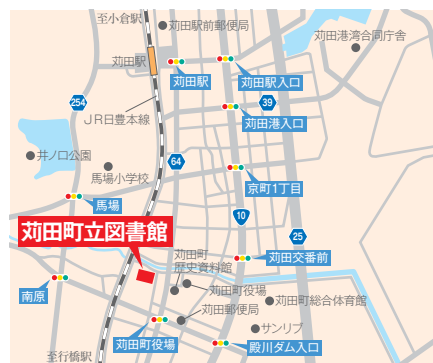 至小倉駅
苅田駅前郵便局
苅田港湾合同庁舎
苅田駅
苅田駅
苅田駅入口
254
39
JR日豊本線
苅田港入口
井ノ口公園
64
馬場小学校
京町1丁目
馬場
10
苅田町立図書館
25
苅田町
歴史資料館
苅田交番前
南原
苅田町役場
苅田町総合体育館
苅田郵便局
サンリブ
苅田町役場
殿川ダム入口
至行橋駅